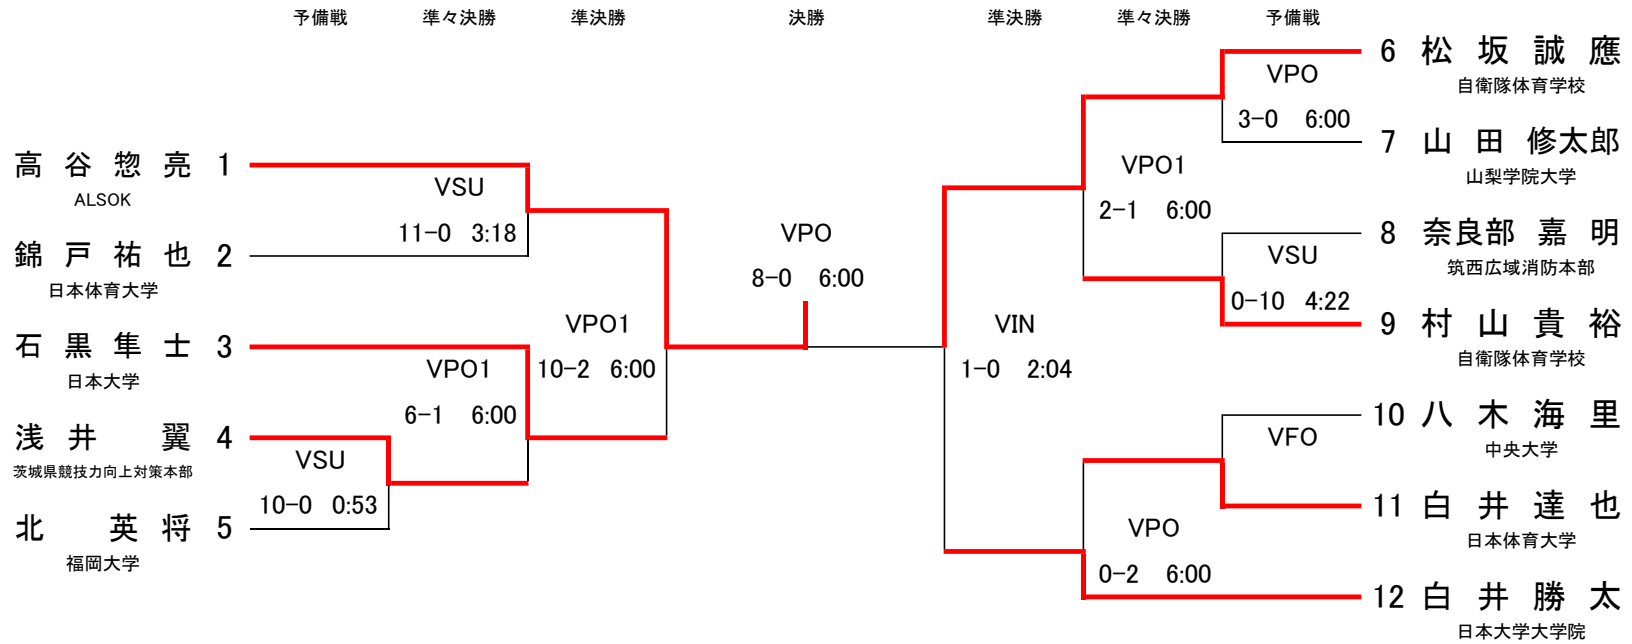 予備戦 準々決勝 準決勝 決勝 準決勝 準々決勝 予備戦
高谷惣亮 1
ALSOK
錦戸祐也 2
日本体育大学
石黒隼士 3
日本大学
浅井 翼 4
茨城県競技力向上対策本部
北 英将 5
福岡大学
VSU
11-0 3:18
VPO1
6-1 6:00
VSU
10-0 0:53
VPO1
10-2 6:00
VPO
8-0 6:00
VIN
1-0 2:04
VPO1
2-1 6:00
VPO
0-2 6:00
VPO
3-0 6:00
VSU
0-10 4:22
VFO
6 松坂誠應
自衛隊体育学校
7 山田修太郎
山梨学院大学
8 奈良部嘉明
筑西広域消防本部
9 村山貴裕
自衛隊体育学校
10 八木海里
中央大学
11 白井達也
日本体育大学
12 白井勝太
日本大学大学院